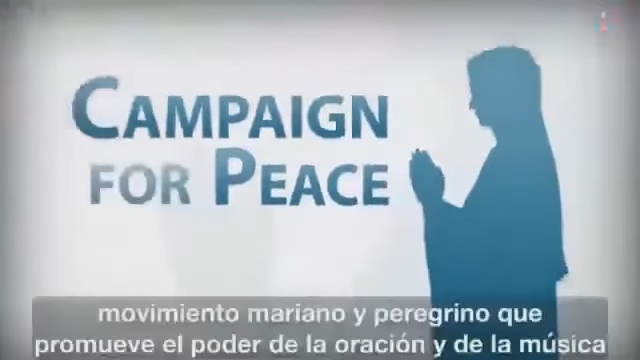 CAMPAIGN
FOR PEACE
movimiento mariano y peregrino que
promueve el poder de la oración y de la música